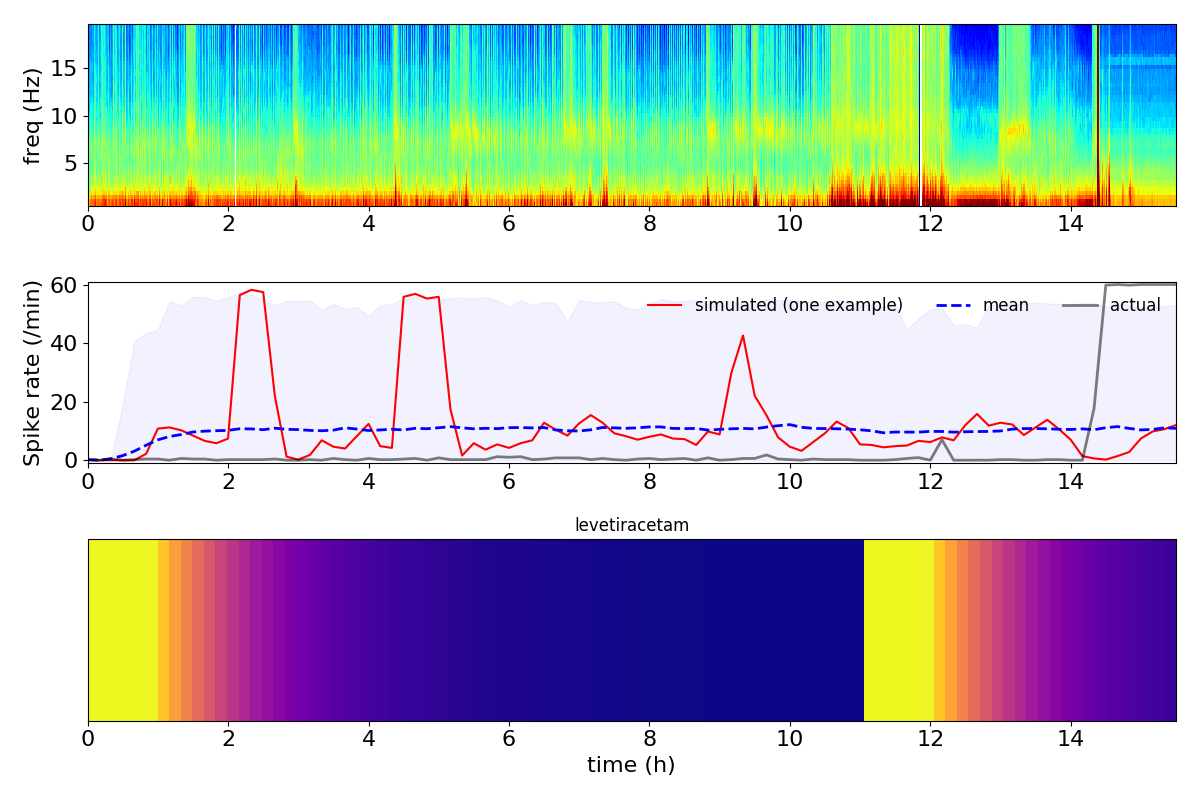 freq (Hz)
15
10
5
0 2 4 6 8 10 12 14
Spike rate (/min)
60
40
20
0
simulated (one example) mean actual
0 2 4 6 8 10 12 14
levetiracetam
0 2 4 6 8 10 12 14
time (h)